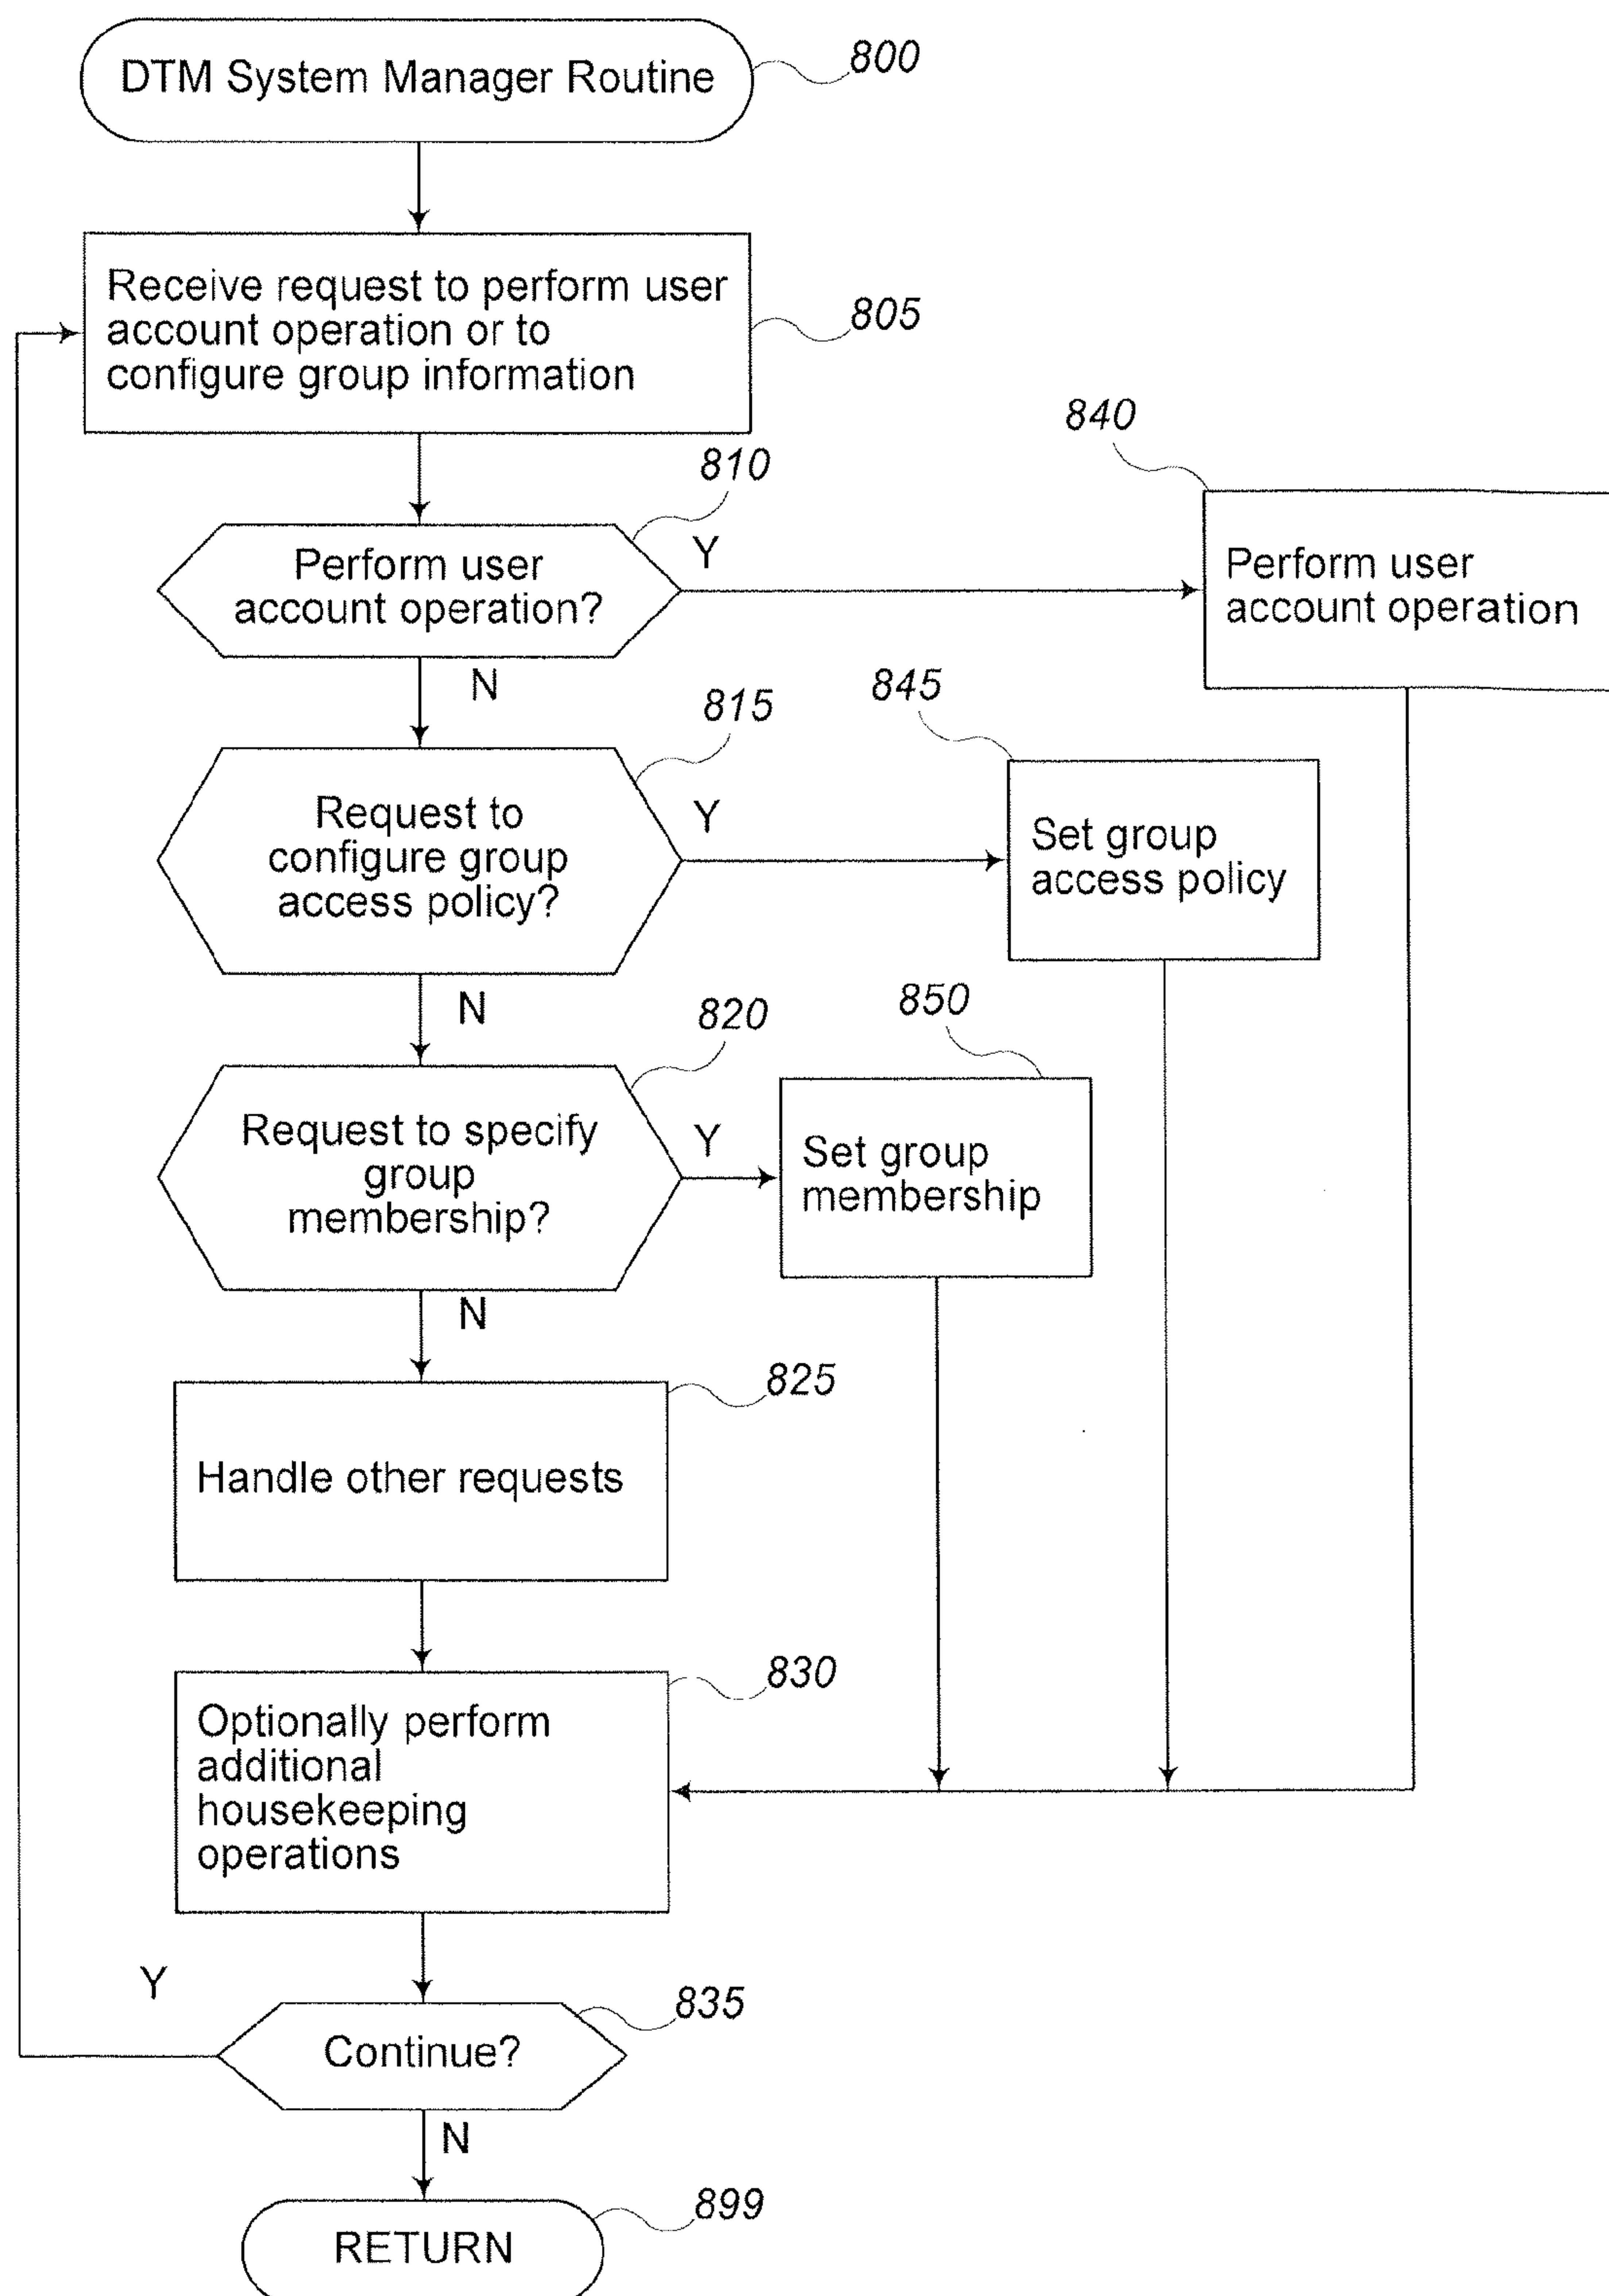 DTM System Manager Routine
800
Receive request to perform user
account operation or to
configure group information
805
840
810
Perform user
account operation?
Y
Perform user
account operation
N
815
845
Request to
configure group
access policy?
Y
Set group
access policy
N
820
850
Request to specify
group
membership?
Y
Set group
membership
N
825
Handle other requests
830
Optionally perform
additional
housekeeping
operations
Y
835
Continue?
N
899
RETURN